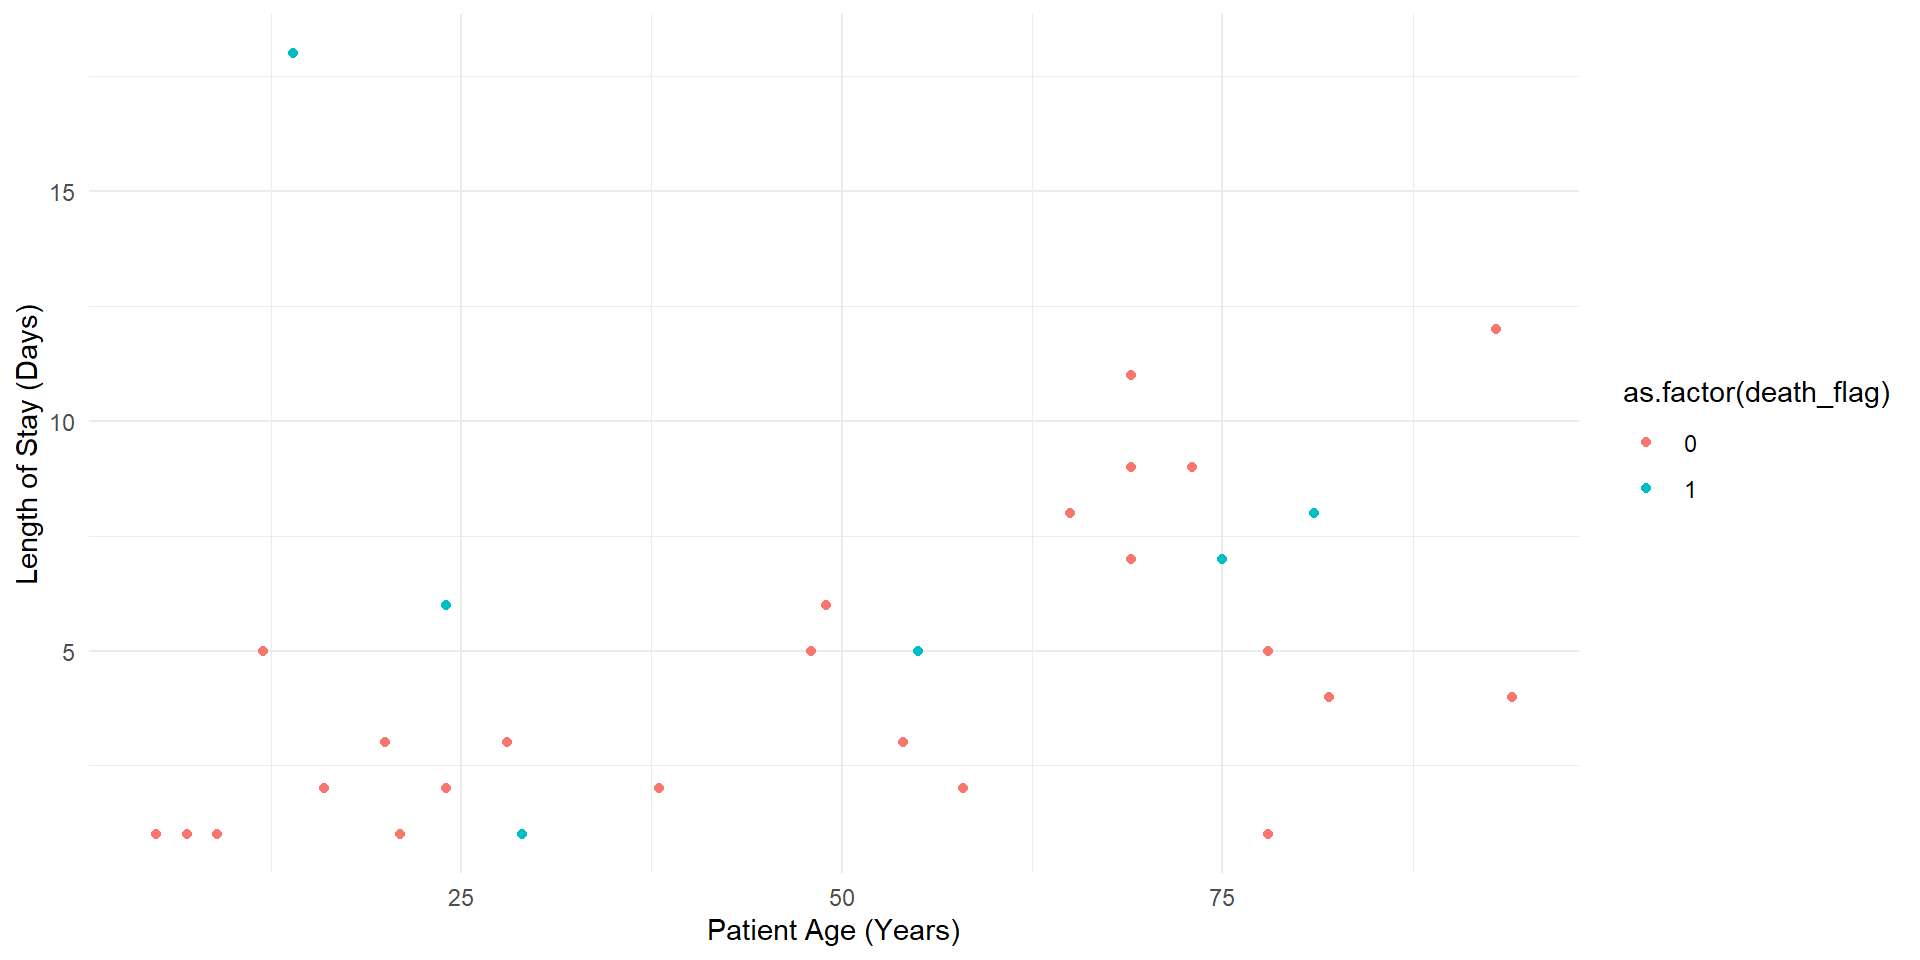 15
10
5
Length of Stay (Days)
25
50
75
Patient Age (Years)
as.factor(death_flag)
0
1